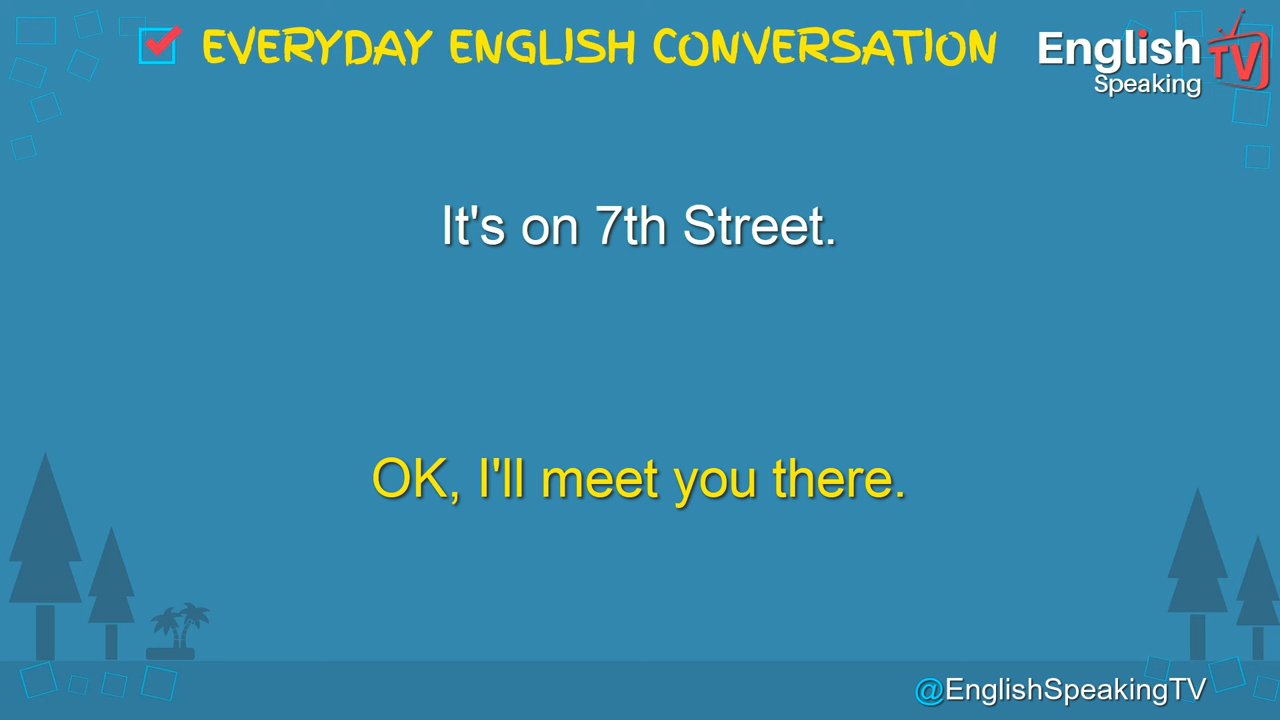 EVERYDAY ENGLISH CONVERSATION
English TV
Speaking
It's on 7th Street.
OK, I'll meet you there.
@EnglishSpeakingTV